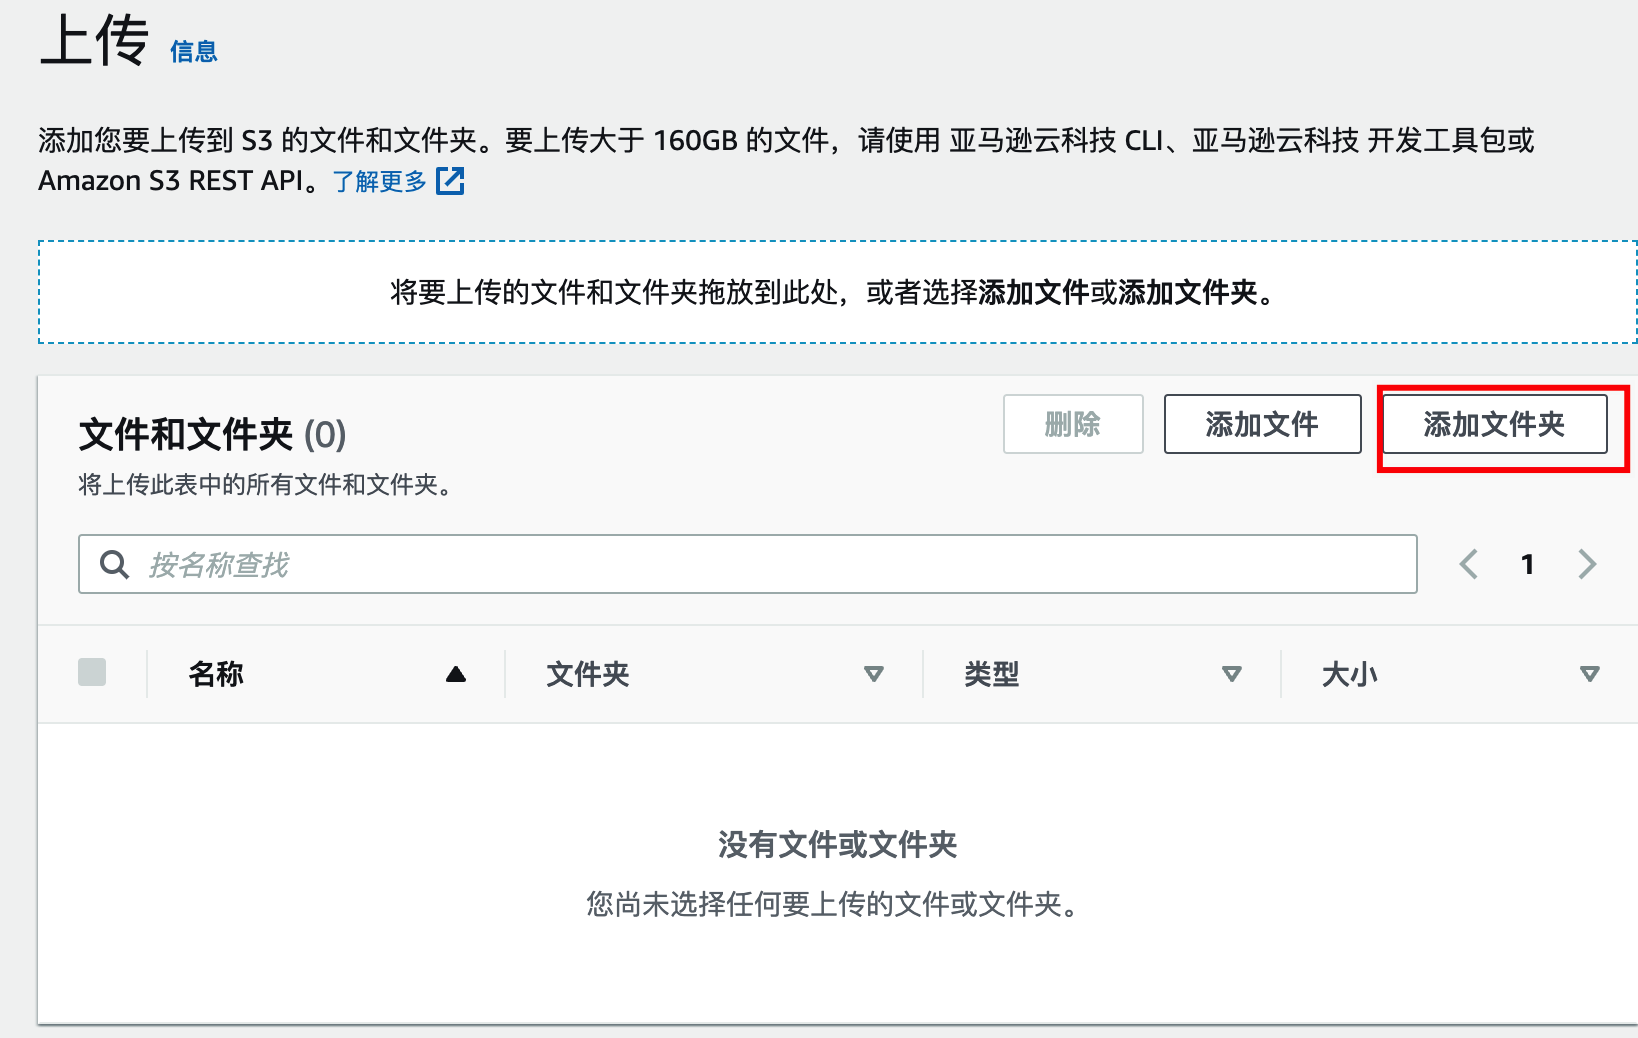 上传 信息
添加您要上传到 S3 的文件和文件夹。要上传大于 160GB 的文件，请使用 亚马逊云科技 CLI、亚马逊云科技 开发工具包或
Amazon S3 REST API。了解更多
将要上传的文件和文件夹拖放到此处，或者选择添加文件或添加文件夹。
文件和文件夹 (0)
删除
添加文件
添加文件夹
将上传此表中的所有文件和文件夹。
按名称查找
1
名称 文件夹 类型 大小
没有文件或文件夹
您尚未选择任何要上传的文件或文件夹。